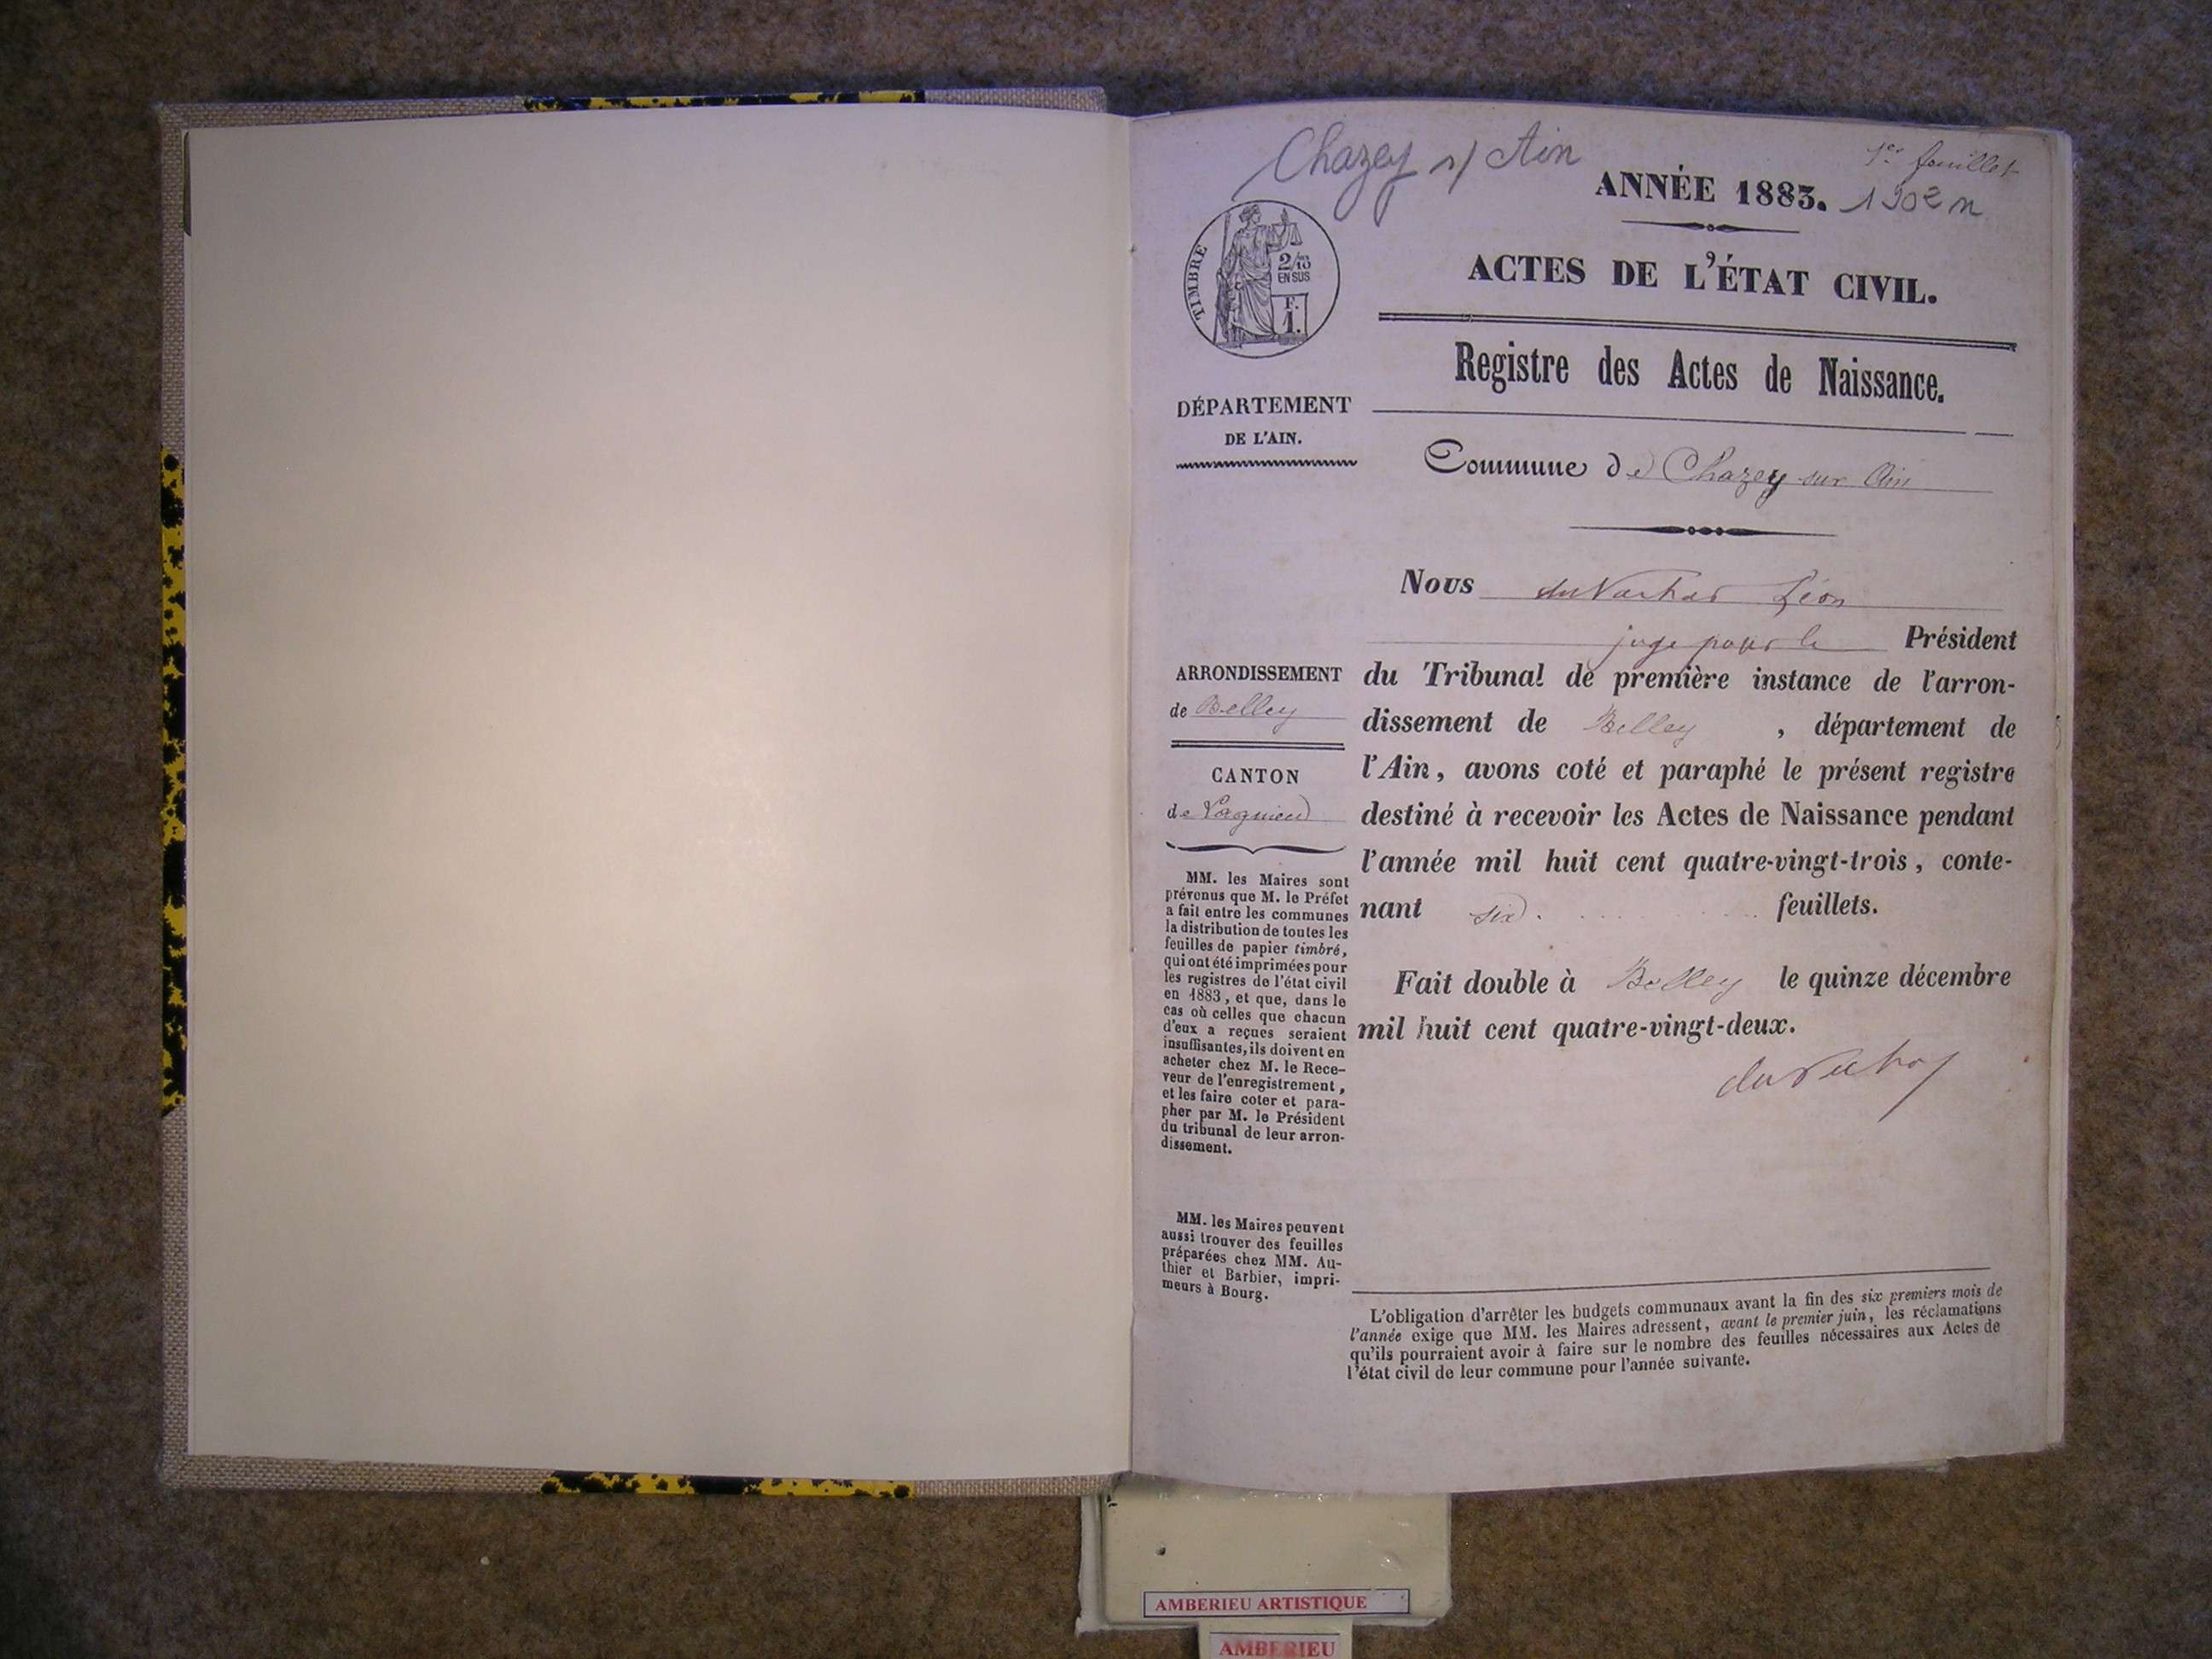 Chazey s/ Ain
1er feuillet
ANNÉE 1883. 1902 n
TIMBRE
2/10
EN SUS
F.
1.
ACTES DE L'ÉTAT CIVIL.
Registre des Actes de Naissance.
DÉPARTEMENT
DE L'AIN.
Commune de Chazey sur Ain
Nous Léon
juge pour le Président
du Tribunal de première instance de l'arron-
dissement de Belley , département de
l'Ain, avons coté et paraphé le présent registre
destiné à recevoir les Actes de Naissance pendant
l'année mil huit cent quatre-vingt-trois, conte-
nant six. feuillets.
Fait double à Belley le quinze décembre
mil huit cent quatre-vingt-deux.
ARRONDISSEMENT
de Belley
CANTON
de Lagnieu
MM. les Maires sont
prévenus que M. le Préfet
a fait entre les communes
la distribution de toutes les
feuilles de papier timbré,
qui ont été imprimées pour
les registres de l'état civil
en 1883, et que, dans le
cas où celles que chacun
d'eux a reçues seraient
insuffisantes, ils doivent en
acheter chez M. le Rece-
veur de l'enregistrement,
et les faire coter et para-
pher par M. le Président
du tribunal de leur arron-
dissement.
MM. les Maires peuvent
aussi trouver des feuilles
préparées chez MM. Au-
thier et Barbier, impri-
meurs à Bourg.
L'obligation d'arrêter les budgets communaux avant la fin des six premiers mois de
l'année exige que MM. les Maires adressent, avant le premier juin, les réclamations
qu'ils pourraient avoir à faire sur le nombre des feuilles nécessaires aux Actes de
l'état civil de leur commune pour l'année suivante.
AMBERIEU ARTISTIQUE
AMBERIEU